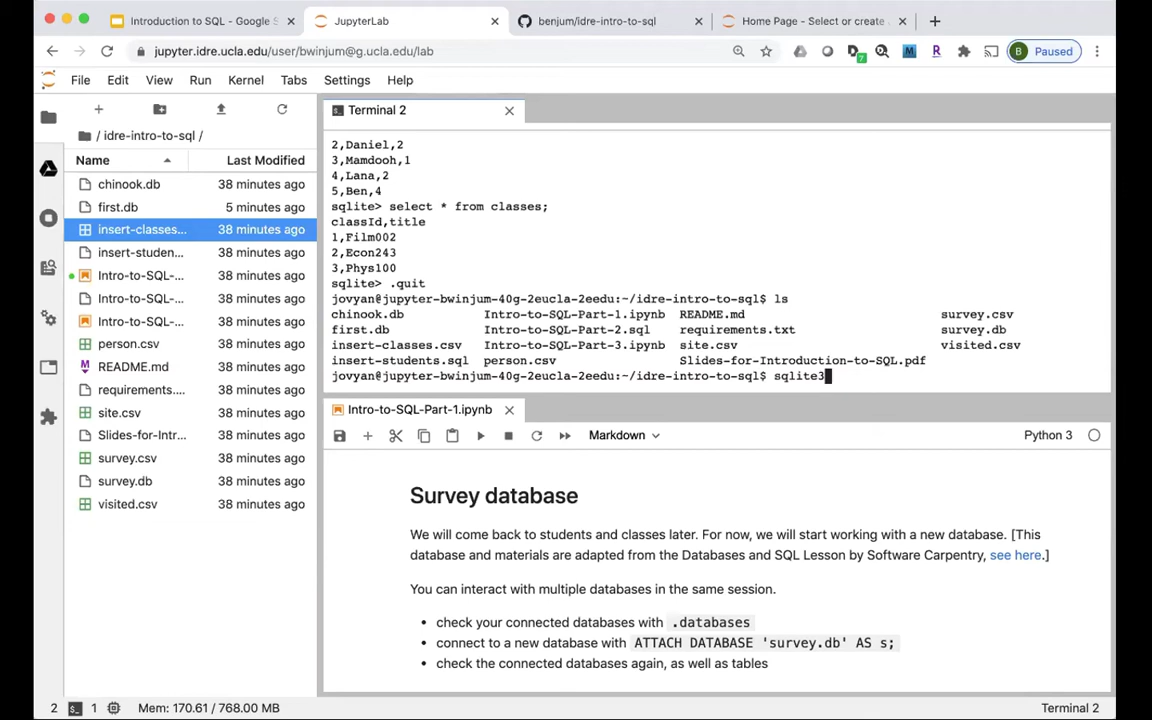 Introduction to SQL - Google S
JupyterLab
benjum/idre-intro-to-sql
Home Page - Select or create
jupyter.idre.ucla.edu/user/bwinjum@g.ucla.edu/lab
7
M
R
B
Paused
File Edit View Run Kernel Tabs Settings Help
/ idre-intro-to-sql /
Name Last Modified
chinook.db 38 minutes ago
first.db 5 minutes ago
insert-classes... 38 minutes ago
insert-studen... 38 minutes ago
Intro-to-SQL-... 38 minutes ago
Intro-to-SQL-... 38 minutes ago
Intro-to-SQL-... 38 minutes ago
person.csv 38 minutes ago
README.md 38 minutes ago
requirements.... 38 minutes ago
site.csv 38 minutes ago
Slides-for-Intr... 38 minutes ago
survey.csv 38 minutes ago
survey.db 38 minutes ago
visited.csv 38 minutes ago
Terminal 2
2,Daniel,2
3,Mamdooh,1
4,Lana,2
5,Ben,4
sqlite> select * from classes;
classId,title
1,Film002
2,Econ243
3,Phys100
sqlite> .quit
jovyan@jupyter-bwinjum-40g-2eucla-2eedu:~/idre-intro-to-sql$ ls
chinook.db Intro-to-SQL-Part-1.ipynb README.md survey.csv
first.db Intro-to-SQL-Part-2.sql requirements.txt survey.db
insert-classes.csv Intro-to-SQL-Part-3.ipynb site.csv visited.csv
insert-students.sql person.csv Slides-for-Introduction-to-SQL.pdf
jovyan@jupyter-bwinjum-40g-2eucla-2eedu:~/idre-intro-to-sql$ sqlite3
Intro-to-SQL-Part-1.ipynb
Markdown
Python 3
Survey database
We will come back to students and classes later. For now, we will start working with a new database. [This
database and materials are adapted from the Databases and SQL Lesson by Software Carpentry, see here.]
You can interact with multiple databases in the same session.
• check your connected databases with .databases
• connect to a new database with ATTACH DATABASE 'survey.db' AS s;
• check the connected databases again, as well as tables
2 1 Mem: 170.61 / 768.00 MB Terminal 2